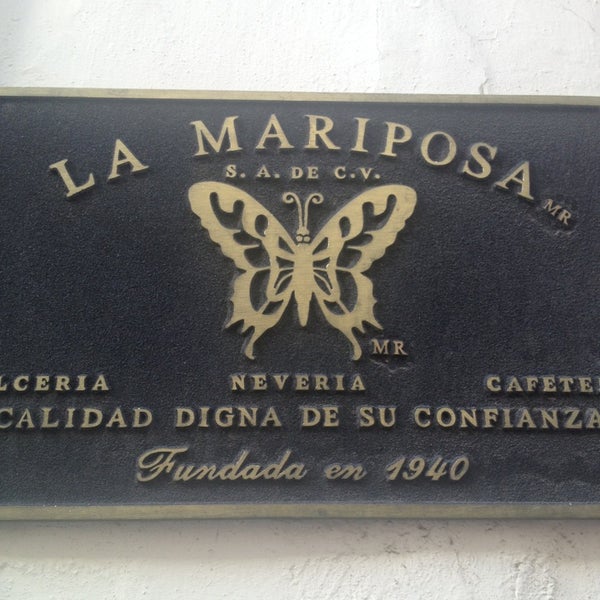 LA MARIPOSA MR
S. A. DE C.V.
MR
LCERIA NEVERIA CAFETE
CALIDAD DIGNA DE SU CONFIANZA
Fundada en 1940